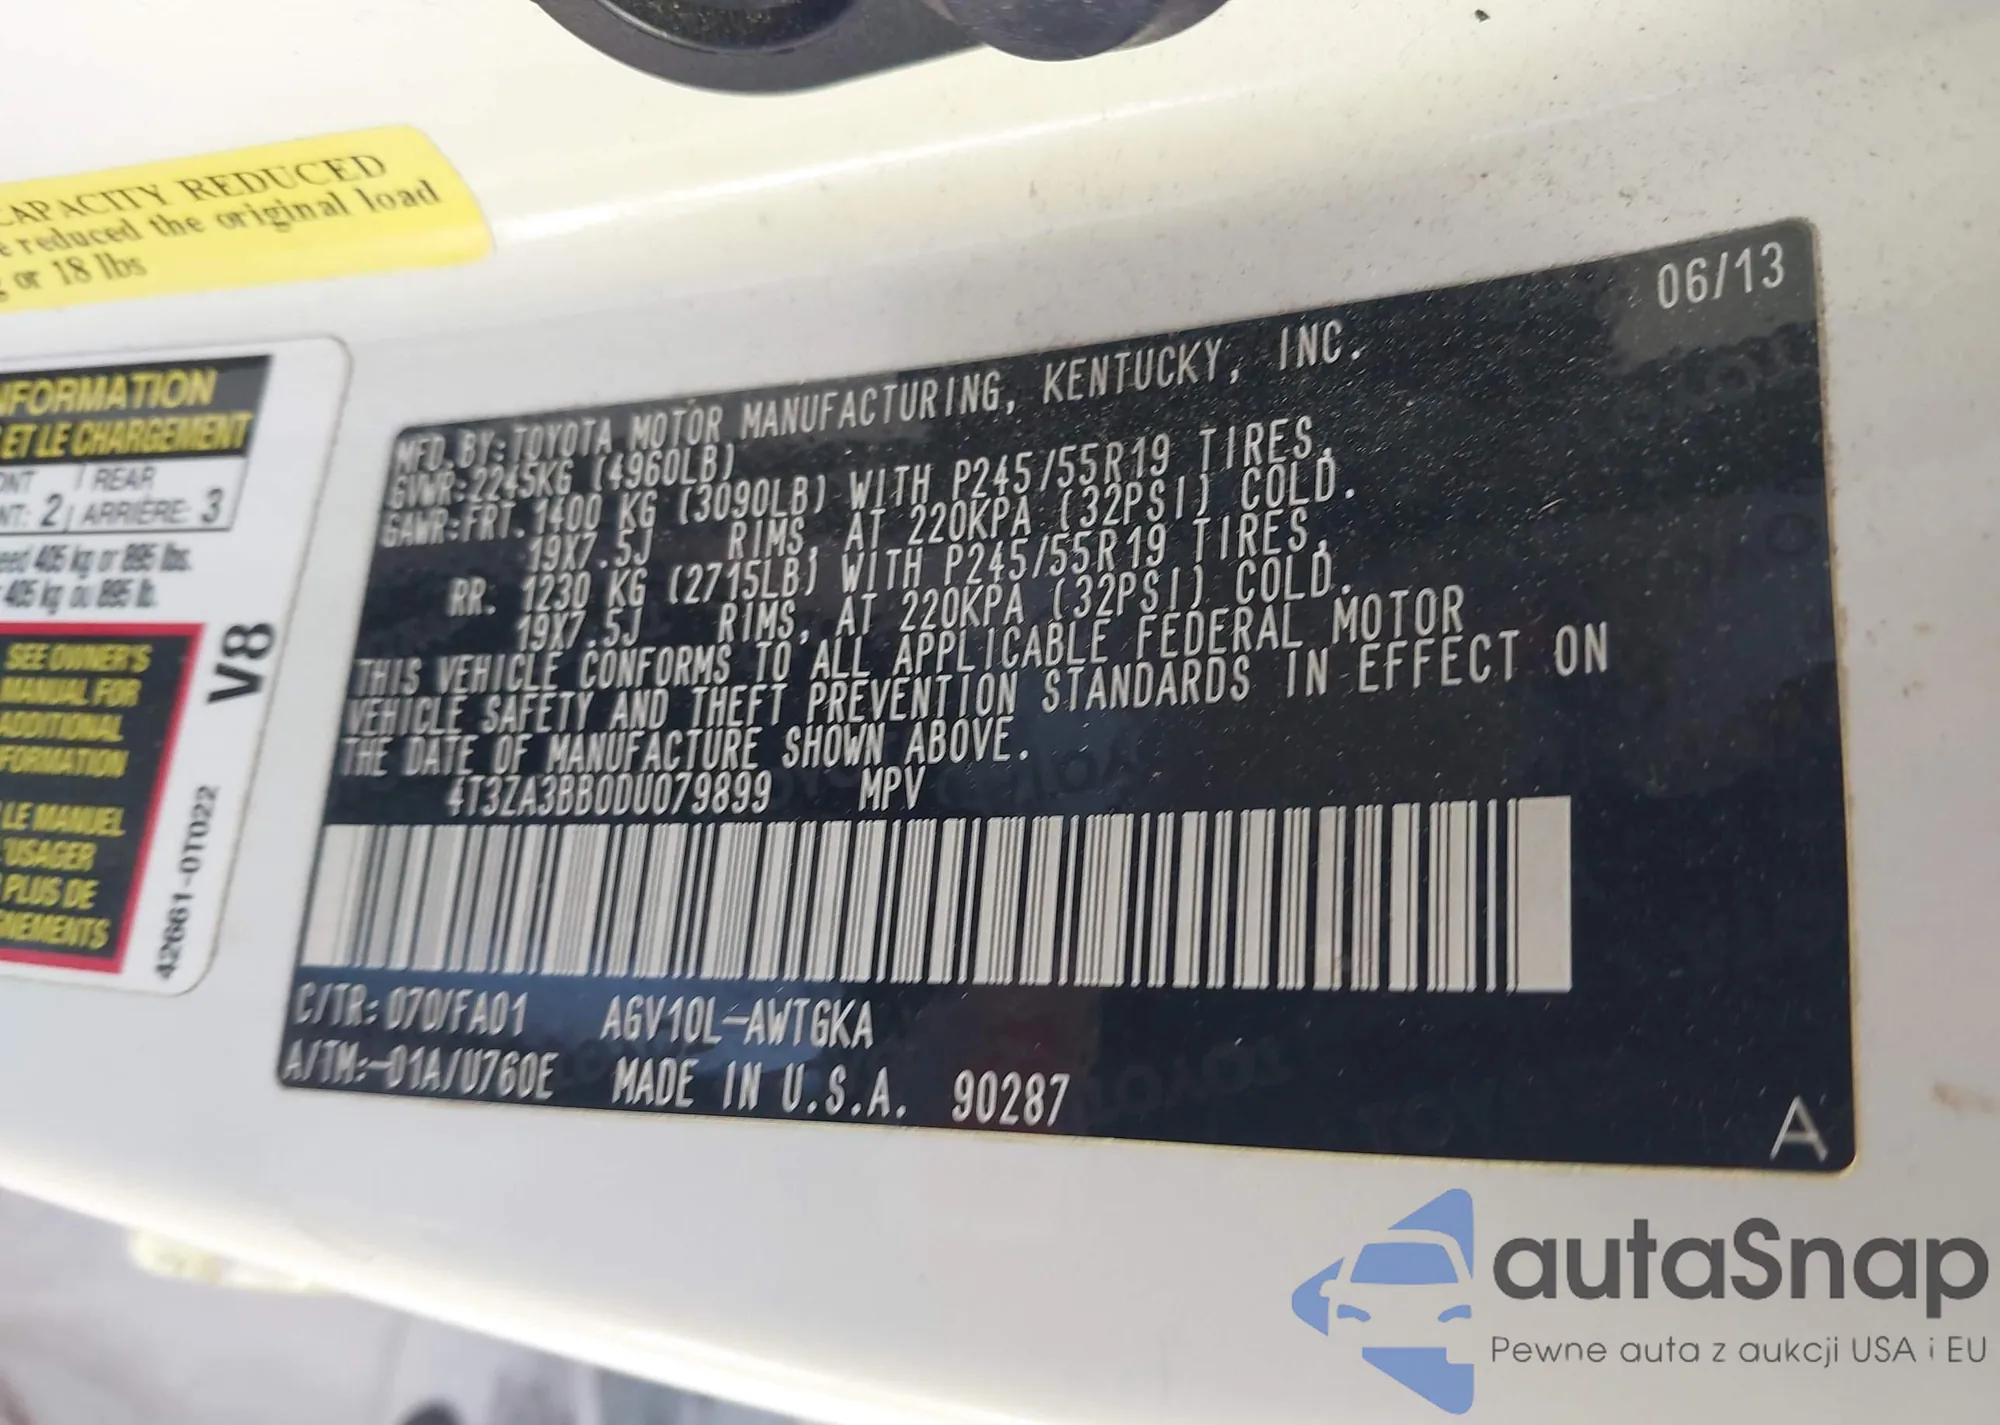 CAPACITY REDUCED
reduced the original load
or 18 lbs
INFORMATION
ET LE CHARGEMENT
REAR
2 ARRIÈRE: 3
405 kg or 895 lbs.
405 kg ou 895 lb.
SEE OWNER'S
MANUAL FOR
ADDITIONAL
INFORMATION
LE MANUEL
PLUS DE
V8
42661-0T022
06/13
MFD. BY: TOYOTA MOTOR MANUFACTURING, KENTUCKY, INC.
GVWR: 2245KG (4960LB)
GAWR: FRT. 1400 KG (3090LB) WITH P245/55R19 TIRES,
19X7.5J RIMS, AT 220KPA (32PSI) COLD.
RR. 1230 KG (2715LB) WITH P245/55R19 TIRES,
19X7.5J RIMS, AT 220KPA (32PSI) COLD.
THIS VEHICLE CONFORMS TO ALL APPLICABLE FEDERAL MOTOR
VEHICLE SAFETY AND THEFT PREVENTION STANDARDS IN EFFECT ON
THE DATE OF MANUFACTURE SHOWN ABOVE.
4T3ZA3BB0DU079899 MPV
C/TR: 070/FA01 AGV10L-AWTGKA
A/TM:-01A/U760E MADE IN U.S.A. 90287
A
autaSnap
Pewne auta z aukcji USA i EU